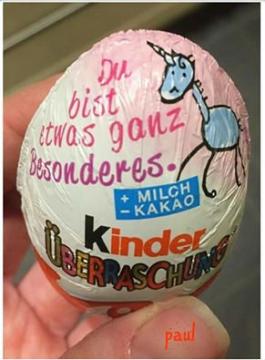 Du
bist
etwas ganz
Besonderes.
+ MILCH
- KAKAO
kinder
ÜBERRASCHUNG
paul